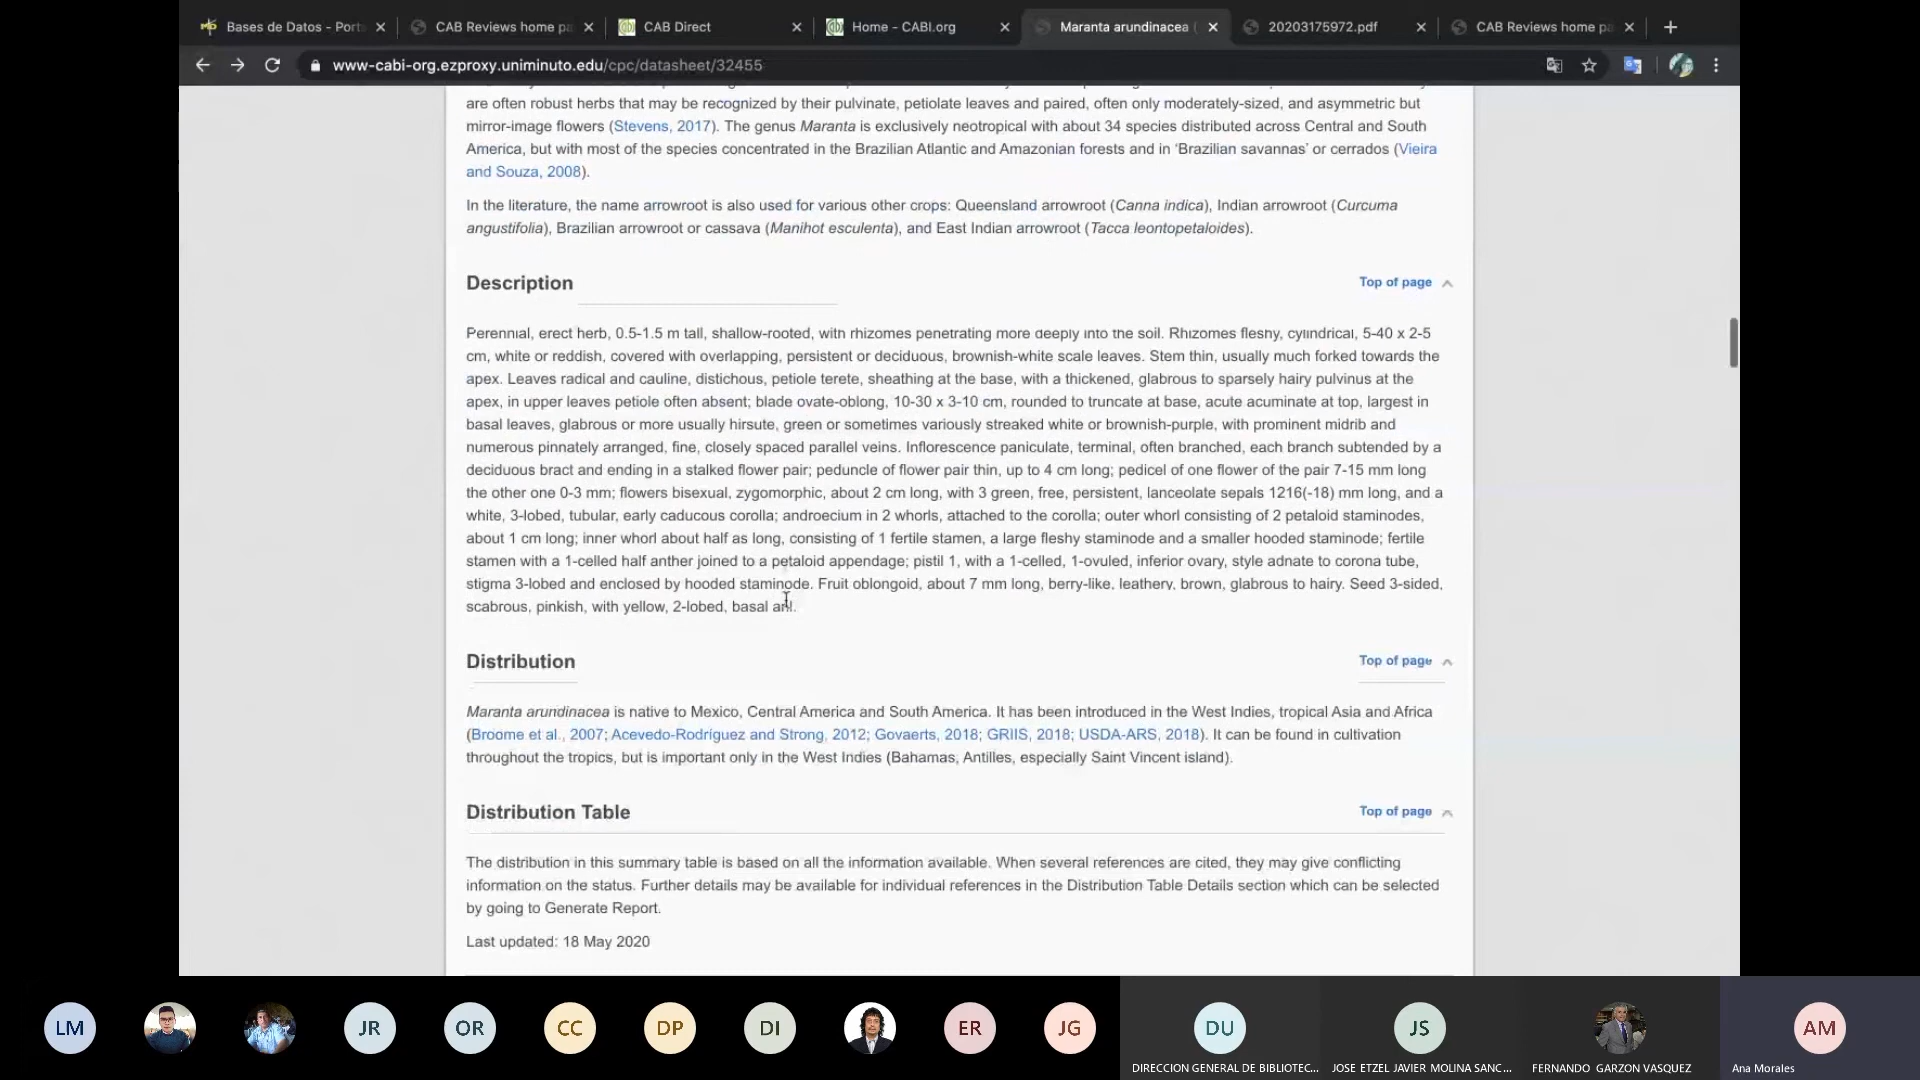 Bases de Datos - Port
CAB Reviews home pa
CAB Direct
Home - CABI.org
Maranta arundinacea (
20203175972.pdf
CAB Reviews home pa
www-cabi-org.ezproxy.uniminuto.edu/cpc/datasheet/32455
are often robust herbs that may be recognized by their pulvinate, petiolate leaves and paired, often only moderately-sized, and asymmetric but
mirror-image flowers (Stevens, 2017). The genus Maranta is exclusively neotropical with about 34 species distributed across Central and South
America, but with most of the species concentrated in the Brazilian Atlantic and Amazonian forests and in 'Brazilian savannas' or cerrados (Vieira
and Souza, 2008).
In the literature, the name arrowroot is also used for various other crops: Queensland arrowroot (Canna indica), Indian arrowroot (Curcuma
angustifolia), Brazilian arrowroot or cassava (Manihot esculenta), and East Indian arrowroot (Tacca leontopetaloides).
Description
Top of page
Perennial, erect herb, 0.5-1.5 m tall, shallow-rooted, with rhizomes penetrating more deeply into the soil. Rhizomes fleshy, cylindrical, 5-40 x 2-5
cm, white or reddish, covered with overlapping, persistent or deciduous, brownish-white scale leaves. Stem thin, usually much forked towards the
apex. Leaves radical and cauline, distichous, petiole terete, sheathing at the base, with a thickened, glabrous to sparsely hairy pulvinus at the
apex, in upper leaves petiole often absent; blade ovate-oblong, 10-30 x 3-10 cm, rounded to truncate at base, acute acuminate at top, largest in
basal leaves, glabrous or more usually hirsute, green or sometimes variously streaked white or brownish-purple, with prominent midrib and
numerous pinnately arranged, fine, closely spaced parallel veins. Inflorescence paniculate, terminal, often branched, each branch subtended by a
deciduous bract and ending in a stalked flower pair; peduncle of flower pair thin, up to 4 cm long; pedicel of one flower of the pair 7-15 mm long
the other one 0-3 mm; flowers bisexual, zygomorphic, about 2 cm long, with 3 green, free, persistent, lanceolate sepals 1216(-18) mm long, and a
white, 3-lobed, tubular, early caducous corolla; androecium in 2 whorls, attached to the corolla; outer whorl consisting of 2 petaloid staminodes,
about 1 cm long; inner whorl about half as long, consisting of 1 fertile stamen, a large fleshy staminode and a smaller hooded staminode; fertile
stamen with a 1-celled half anther joined to a petaloid appendage; pistil 1, with a 1-celled, 1-ovuled, inferior ovary, style adnate to corona tube,
stigma 3-lobed and enclosed by hooded staminode. Fruit oblongoid, about 7 mm long, berry-like, leathery, brown, glabrous to hairy. Seed 3-sided,
scabrous, pinkish, with yellow, 2-lobed, basal aril.
Distribution
Top of page
Maranta arundinacea is native to Mexico, Central America and South America. It has been introduced in the West Indies, tropical Asia and Africa
(Broome et al., 2007; Acevedo-Rodríguez and Strong, 2012; Govaerts, 2018; GRIIS, 2018; USDA-ARS, 2018). It can be found in cultivation
throughout the tropics, but is important only in the West Indies (Bahamas, Antilles, especially Saint Vincent island).
Distribution Table
Top of page
The distribution in this summary table is based on all the information available. When several references are cited, they may give conflicting
information on the status. Further details may be available for individual references in the Distribution Table Details section which can be selected
by going to Generate Report.
Last updated: 18 May 2020
LM
JR
OR
CC
DP
DI
ER
JG
DU
JS
AM
DIRECCION GENERAL DE BIBLIOTEC...
JOSE ETZEL JAVIER MOLINA SANC...
FERNANDO GARZON VASQUEZ
Ana Morales